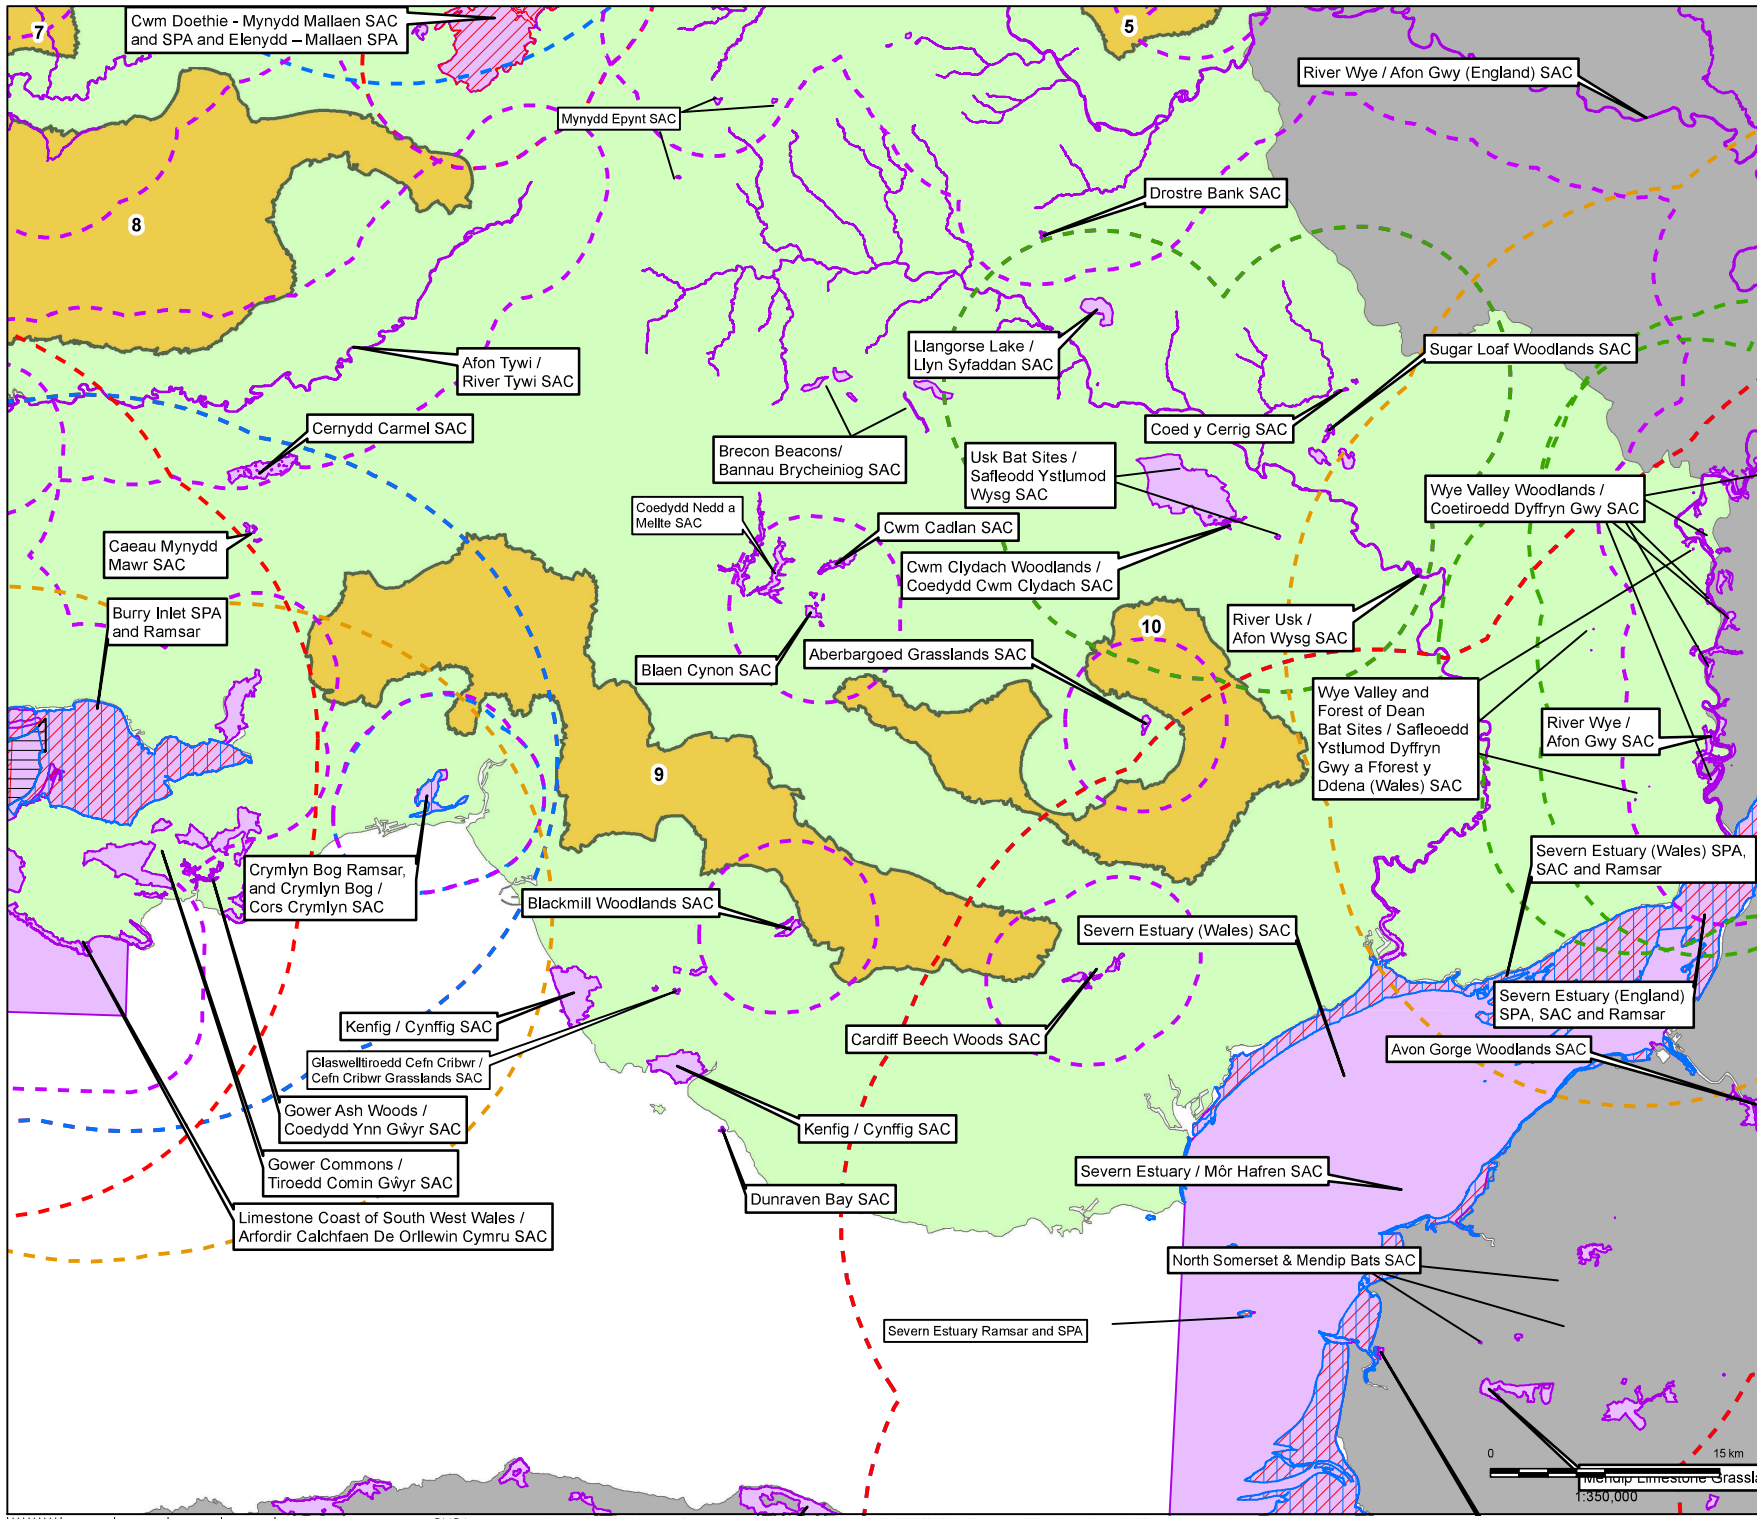 Cwm Doethie - Mynydd Mallaen SAC
and SPA and Elenydd – Mallaen SPA
7
5
River Wye / Afon Gwy (England) SAC
Mynydd Epynt SAC
Drostre Bank SAC
8
Llangorse Lake /
Llyn Syfaddan SAC
Sugar Loaf Woodlands SAC
Afon Tywi /
River Tywi SAC
Cernydd Carmel SAC
Coed y Cerrig SAC
Brecon Beacons/
Bannau Brycheiniog SAC
Usk Bat Sites /
Safleodd Ystlumod
Wysg SAC
Wye Valley Woodlands /
Coetiroedd Dyffryn Gwy SAC
Coedydd Nedd a
Mellte SAC
Cwm Cadlan SAC
Caeau Mynydd
Mawr SAC
Cwm Clydach Woodlands /
Coedydd Cwm Clydach SAC
Burry Inlet SPA
and Ramsar
River Usk /
Afon Wysg SAC
10
Blaen Cynon SAC
Aberbargoed Grasslands SAC
Wye Valley and
Forest of Dean
Bat Sites / Safleoedd
Ystlumod Dyffryn
Gwy a Fforest y
Ddena (Wales) SAC
River Wye /
Afon Gwy SAC
9
Crymlyn Bog Ramsar,
and Crymlyn Bog /
Cors Crymlyn SAC
Severn Estuary (Wales) SPA,
SAC and Ramsar
Blackmill Woodlands SAC
Severn Estuary (Wales) SAC
Severn Estuary (England)
SPA, SAC and Ramsar
Kenfig / Cynffig SAC
Cardiff Beech Woods SAC
Avon Gorge Woodlands SAC
Glaswelltiroedd Cefn Cribwr /
Cefn Cribwr Grasslands SAC
Gower Ash Woods /
Coedydd Ynn Gŵyr SAC
Kenfig / Cynffig SAC
Gower Commons /
Tiroedd Comin Gŵyr SAC
Severn Estuary / Môr Hafren SAC
Dunraven Bay SAC
Limestone Coast of South West Wales /
Arfordir Calchfaen De Orllewin Cymru SAC
North Somerset & Mendip Bats SAC
Severn Estuary Ramsar and SPA
0 15 km
Mendip Limestone Grassla
1:350,000